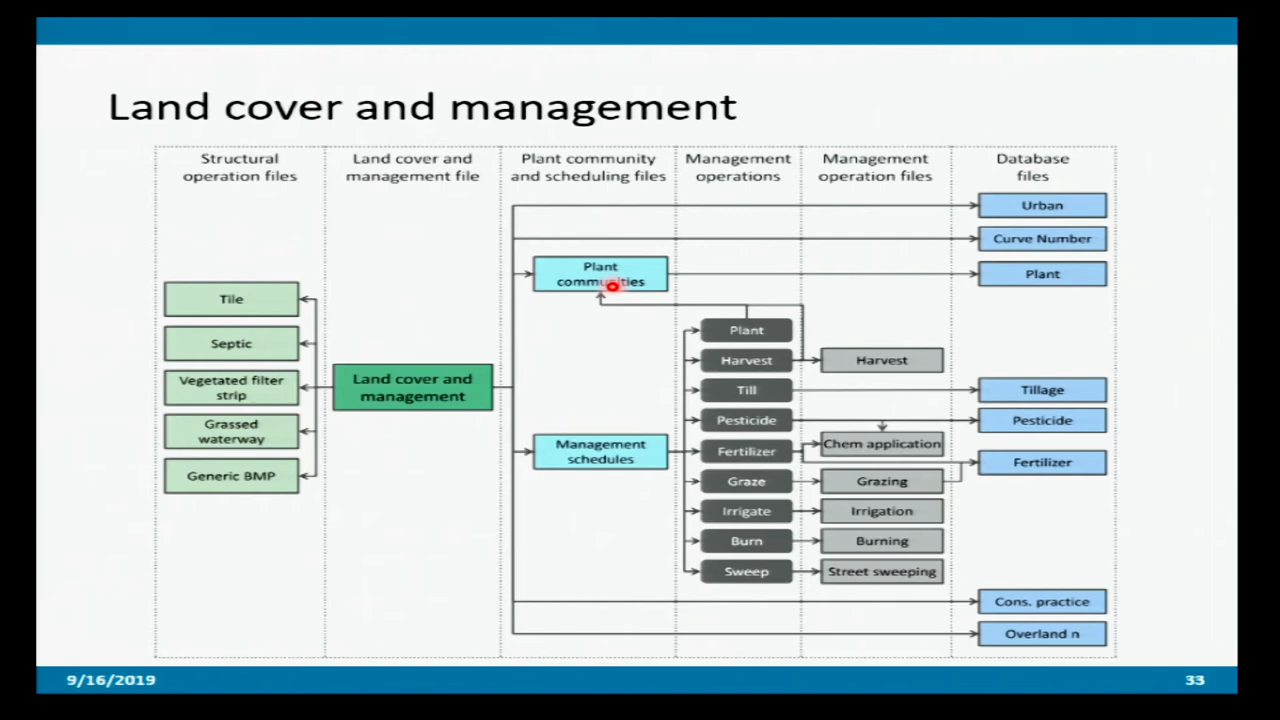 Land cover and management
Structural
operation files
Land cover and
management file
Plant community
and scheduling files
Management
operations
Management
operation files
Database
files
Tile
Septic
Vegetated filter
strip
Grassed
waterway
Generic BMP
Land cover and
management
Plant
communities
Management
schedules
Plant
Harvest
Till
Pesticide
Fertilizer
Graze
Irrigate
Burn
Sweep
Harvest
Chem application
Grazing
Irrigation
Burning
Street sweeping
Urban
Curve Number
Plant
Tillage
Pesticide
Fertilizer
Cons. practice
Overland n
9/16/2019
33